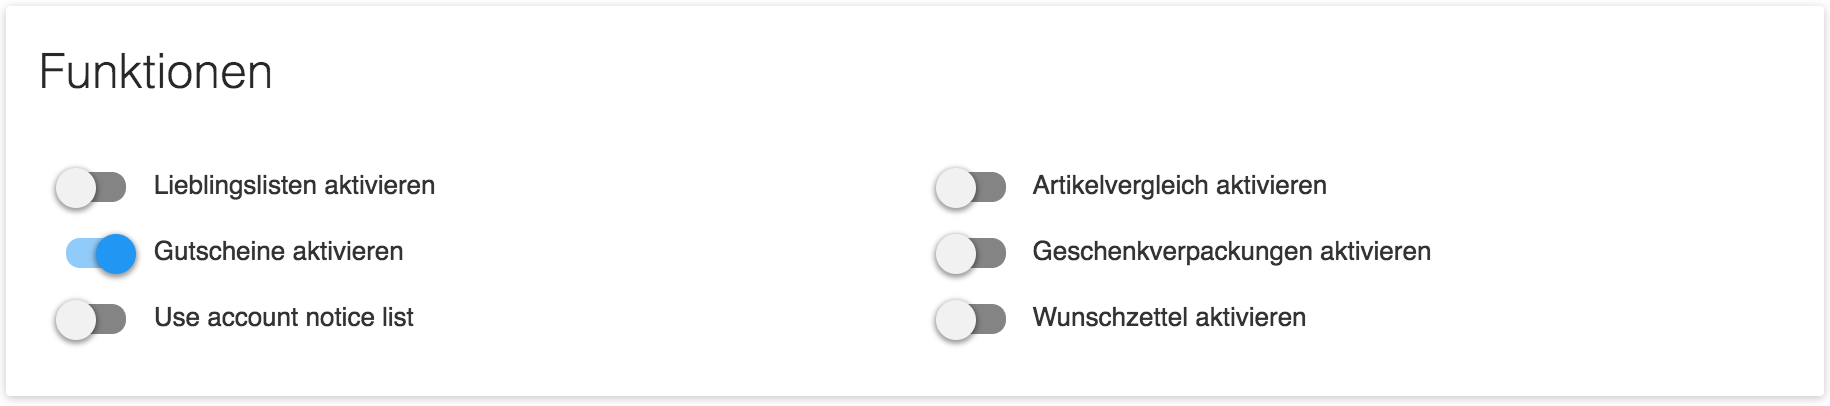 Funktionen
Lieblingslisten aktivieren
Artikelvergleich aktivieren
Gutscheine aktivieren
Geschenkverpackungen aktivieren
Use account notice list
Wunschzettel aktivieren